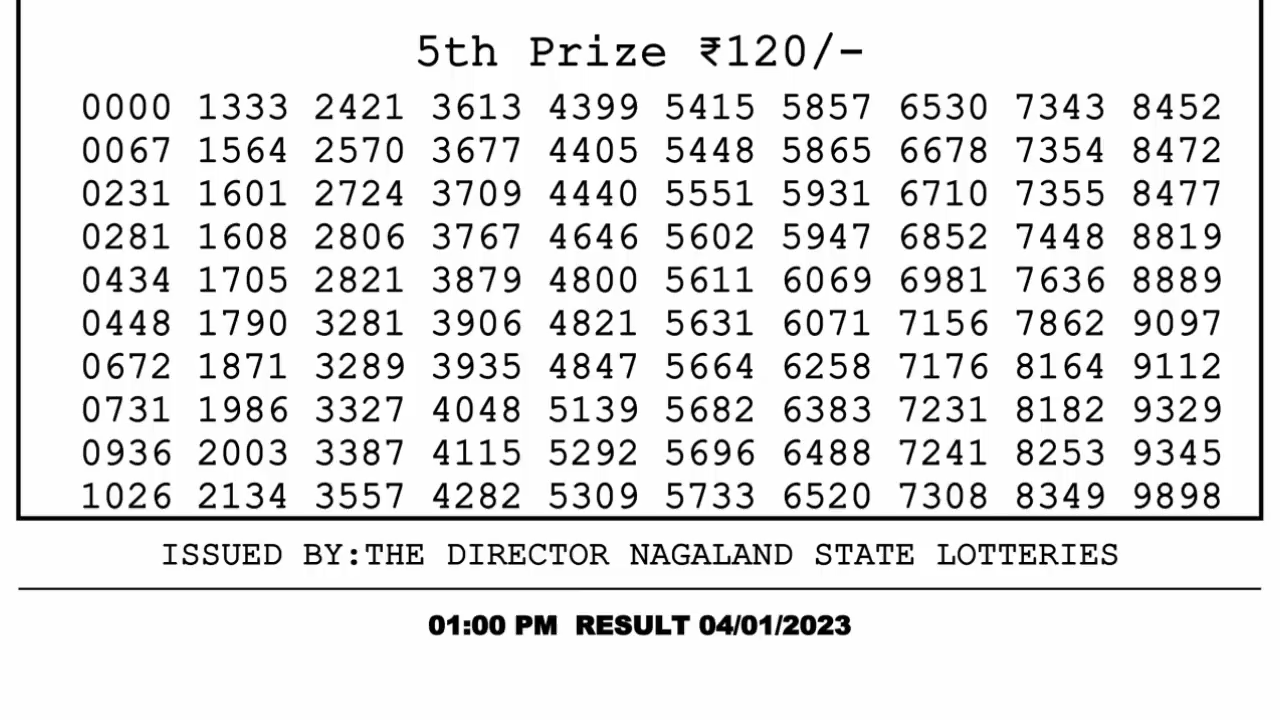 5th Prize ₹120/-
0000 1333 2421 3613 4399 5415 5857 6530 7343 8452
0067 1564 2570 3677 4405 5448 5865 6678 7354 8472
0231 1601 2724 3709 4440 5551 5931 6710 7355 8477
0281 1608 2806 3767 4646 5602 5947 6852 7448 8819
0434 1705 2821 3879 4800 5611 6069 6981 7636 8889
0448 1790 3281 3906 4821 5631 6071 7156 7862 9097
0672 1871 3289 3935 4847 5664 6258 7176 8164 9112
0731 1986 3327 4048 5139 5682 6383 7231 8182 9329
0936 2003 3387 4115 5292 5696 6488 7241 8253 9345
1026 2134 3557 4282 5309 5733 6520 7308 8349 9898
ISSUED BY:THE DIRECTOR NAGALAND STATE LOTTERIES
01:00 PM RESULT 04/01/2023